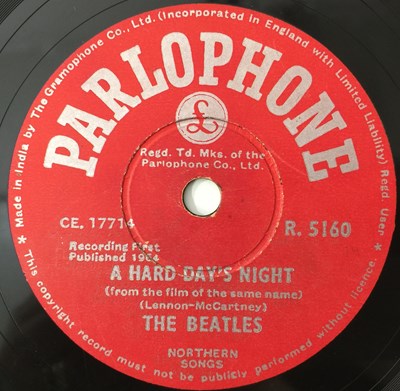 ★ Made in India by The Gramophone Co., Ltd. (Incorporated in England with Limited Liability) Regd. User ★
PARLOPHONE
£
Regd. Td. Mks. of the
Parlophone Co., Ltd.
CE. 17714
R. 5160
Recording First
Published 1964
A HARD DAY'S NIGHT
(from the film of the same name)
(Lennon-McCartney)
THE BEATLES
NORTHERN
SONGS
This copyright record must not be publicly performed without licence.